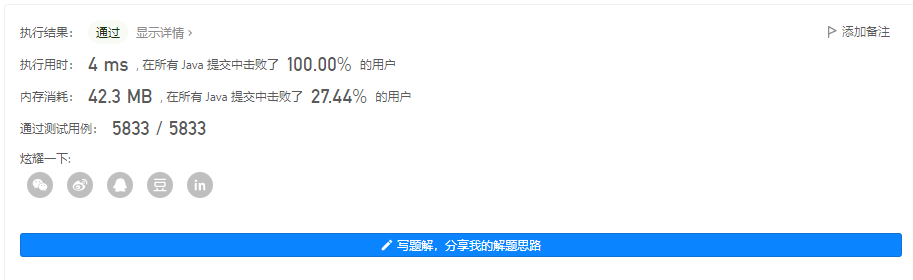 执行结果： 通过 显示详情 › 添加备注
执行用时： 4 ms , 在所有 Java 提交中击败了 100.00% 的用户
内存消耗： 42.3 MB , 在所有 Java 提交中击败了 27.44% 的用户
通过测试用例： 5833 / 5833
炫耀一下:
豆 in
写题解，分享我的解题思路